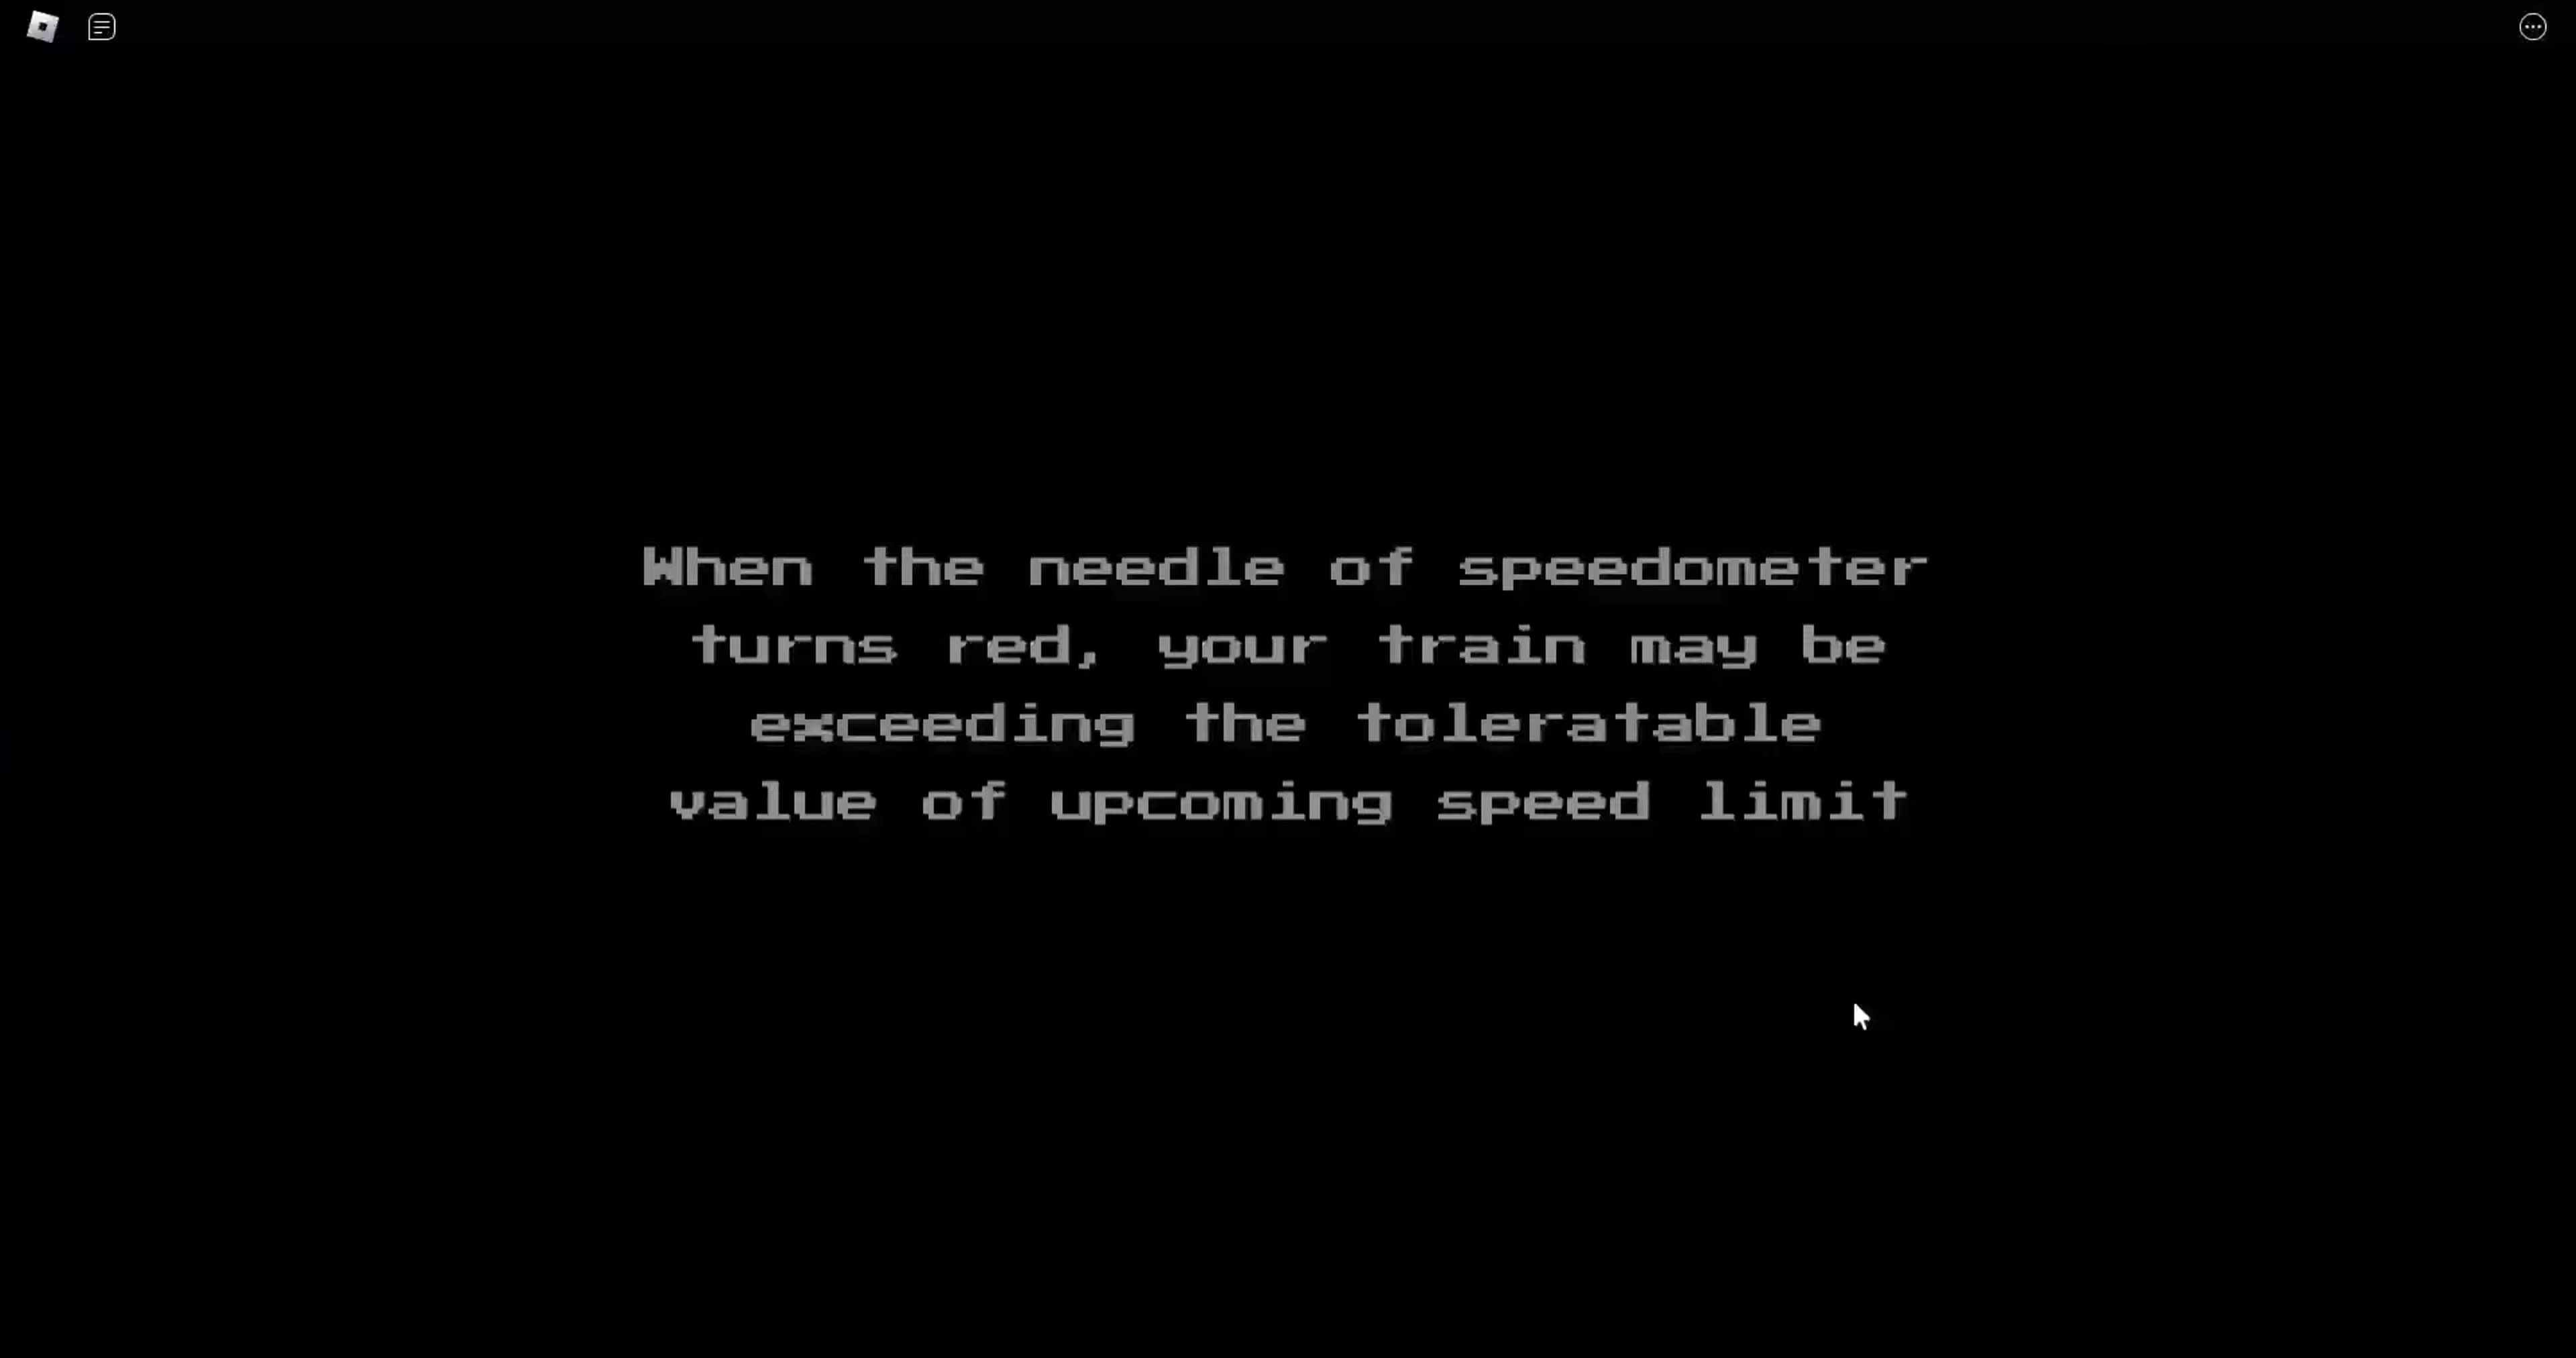 When the needle of speedometer
turns red, your train may be
exceeding the toleratable
value of upcoming speed limit